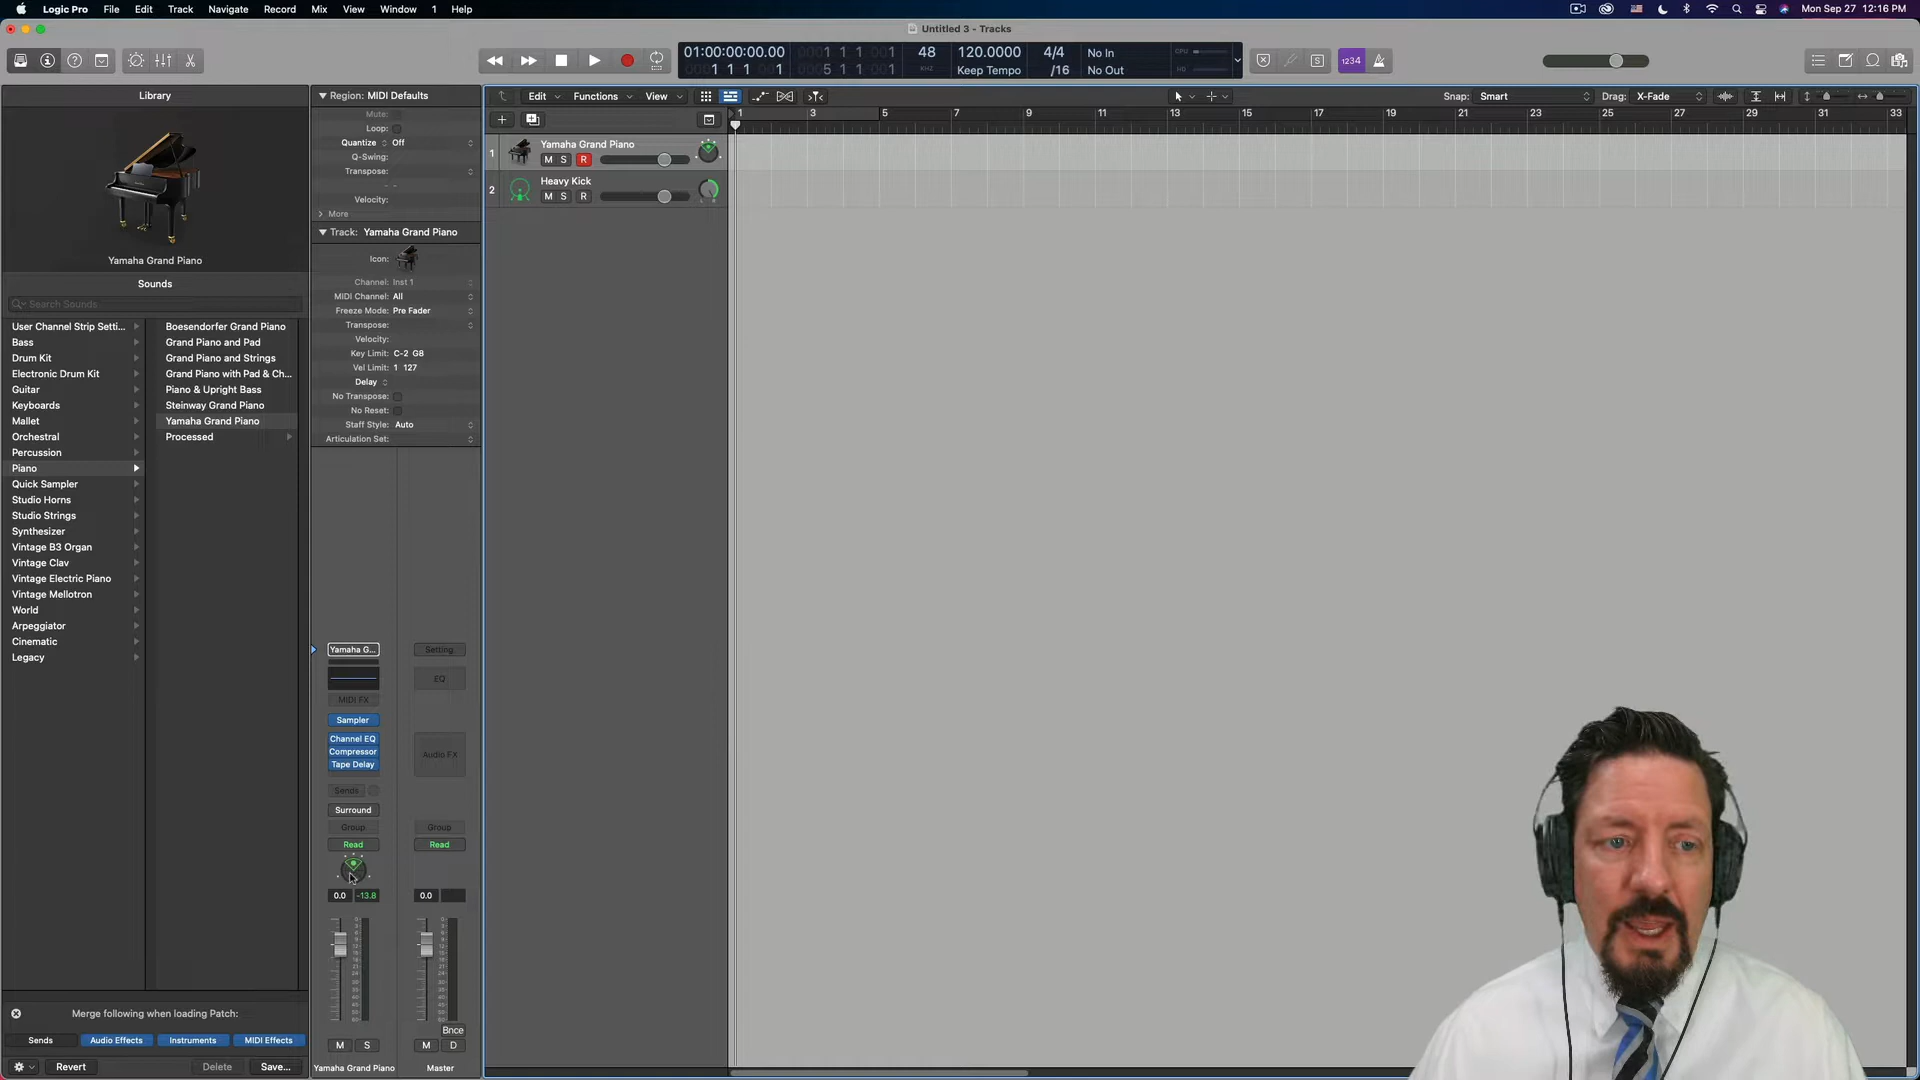 Logic Pro File Edit Track Navigate Record Mix View Window 1 Help
Mon Sep 27 12:16 PM
Untitled 3 - Tracks
01:00:00:00.00
1 1 1 1
48
120.0000
Keep Tempo
4/4
/16
No In
No Out
CPU
HD
1234
S
Library
Yamaha Grand Piano
Sounds
Search Sounds
User Channel Strip Setti...
Bass
Drum Kit
Electronic Drum Kit
Guitar
Keyboards
Mallet
Orchestral
Percussion
Piano
Quick Sampler
Studio Horns
Studio Strings
Synthesizer
Vintage B3 Organ
Vintage Clav
Vintage Electric Piano
Vintage Mellotron
World
Arpeggiator
Cinematic
Legacy
Boesendorfer Grand Piano
Grand Piano and Pad
Grand Piano and Strings
Grand Piano with Pad & Ch...
Piano & Upright Bass
Steinway Grand Piano
Yamaha Grand Piano
Processed
Merge following when loading Patch:
Sends Audio Effects Instruments MIDI Effects
Revert Delete Save...
Region: MIDI Defaults
Mute:
Loop:
Quantize Off
Q-Swing:
Transpose:
Velocity:
More
Track: Yamaha Grand Piano
Icon:
Channel: Inst 1
MIDI Channel: All
Freeze Mode: Pre Fader
Transpose:
Velocity:
Key Limit: C-2 G8
Vel Limit: 1 127
Delay
No Transpose:
No Reset:
Staff Style: Auto
Articulation Set:
Yamaha G...
MIDI FX
Sampler
Channel EQ
Compressor
Tape Delay
Sends
Surround
Group
Read
0.0 -13.8
M S
Yamaha Grand Piano
Setting
EQ
Audio FX
Group
Read
0.0
Bnce
M D
Master
Edit Functions View
Snap: Smart
Drag: X-Fade
1 3 5 7 9 11 13 15 17 19 21 23 25 27 29 31 33
1 Yamaha Grand Piano
M S R
2 Heavy Kick
M S R